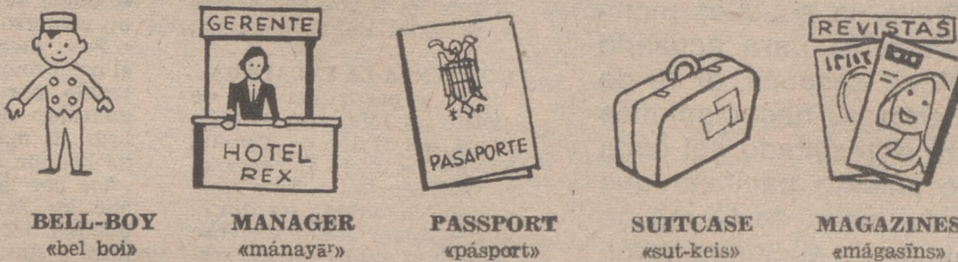 GERENTE
HOTEL
REX
PASAPORTE
REVISTAS
BELL-BOY MANAGER PASSPORT SUITCASE MAGAZINES
«bel boi» «mánayāʳ» «pásport» «sut-keis» «mágasīns»